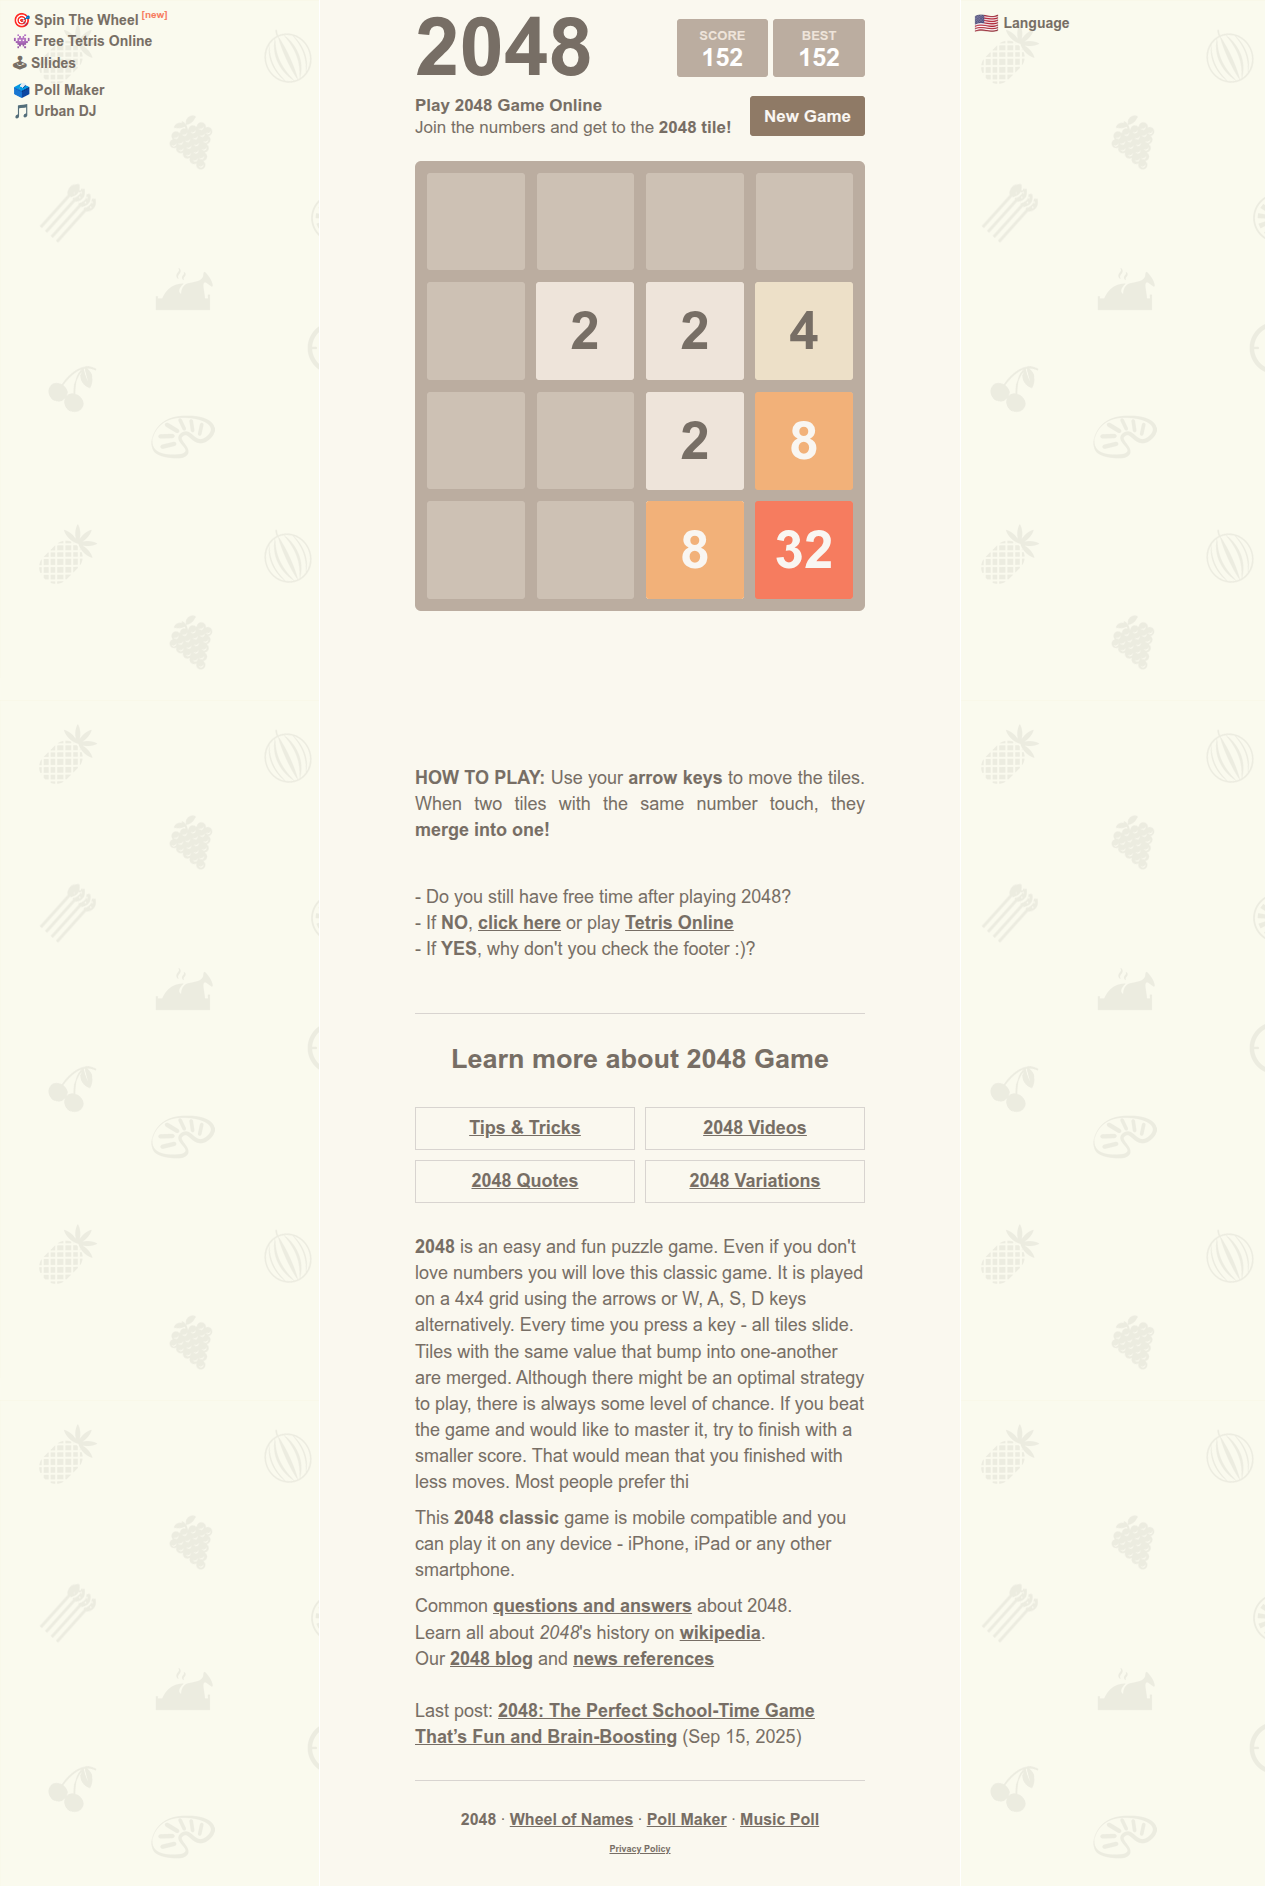 🎯 Spin The Wheel [new]
👾 Free Tetris Online
🕹 Sllides
🗳 Poll Maker
🎵 Urban DJ
🇺🇸 Language
2048
SCORE
152
BEST
152
Play 2048 Game Online
Join the numbers and get to the 2048 tile!
New Game
2 2 4
2 8
8 32
HOW TO PLAY: Use your arrow keys to move the tiles.
When two tiles with the same number touch, they
merge into one!
- Do you still have free time after playing 2048?
- If NO, click here or play Tetris Online
- If YES, why don't you check the footer :)?
Learn more about 2048 Game
Tips & Tricks
2048 Videos
2048 Quotes
2048 Variations
2048 is an easy and fun puzzle game. Even if you don't
love numbers you will love this classic game. It is played
on a 4x4 grid using the arrows or W, A, S, D keys
alternatively. Every time you press a key - all tiles slide.
Tiles with the same value that bump into one-another
are merged. Although there might be an optimal strategy
to play, there is always some level of chance. If you beat
the game and would like to master it, try to finish with a
smaller score. That would mean that you finished with
less moves. Most people prefer thi
This 2048 classic game is mobile compatible and you
can play it on any device - iPhone, iPad or any other
smartphone.
Common questions and answers about 2048.
Learn all about 2048's history on wikipedia.
Our 2048 blog and news references
Last post: 2048: The Perfect School-Time Game
That’s Fun and Brain-Boosting (Sep 15, 2025)
2048 · Wheel of Names · Poll Maker · Music Poll
Privacy Policy